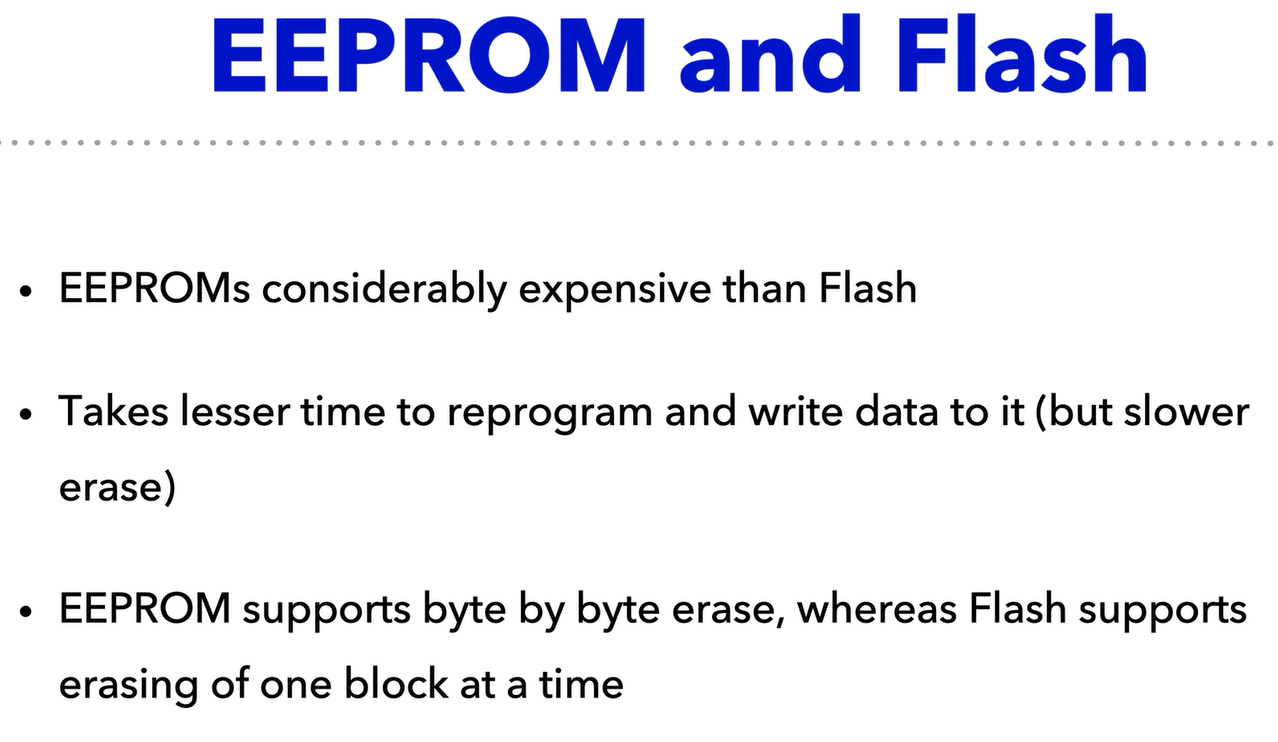 EEPROM and Flash
• EEPROMs considerably expensive than Flash
• Takes lesser time to reprogram and write data to it (but slower
erase)
• EEPROM supports byte by byte erase, whereas Flash supports
erasing of one block at a time